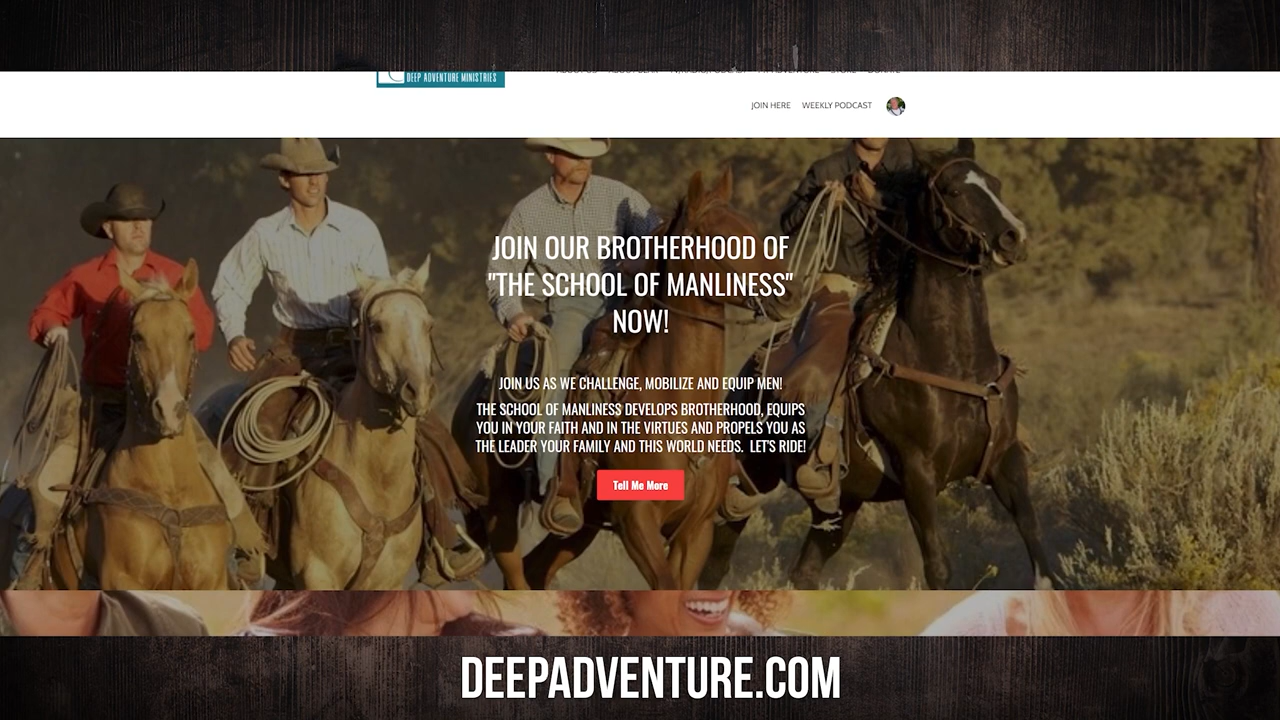 DEEP ADVENTURE MINISTRIES
JOIN HERE WEEKLY PODCAST
JOIN OUR BROTHERHOOD OF
"THE SCHOOL OF MANLINESS"
NOW!
JOIN US AS WE CHALLENGE, MOBILIZE AND EQUIP MEN!
THE SCHOOL OF MANLINESS DEVELOPS BROTHERHOOD, EQUIPS
YOU IN YOUR FAITH AND IN THE VIRTUES AND PROPELS YOU AS
THE LEADER YOUR FAMILY AND THIS WORLD NEEDS. LET'S RIDE!
Tell Me More
DEEPADVENTURE.COM